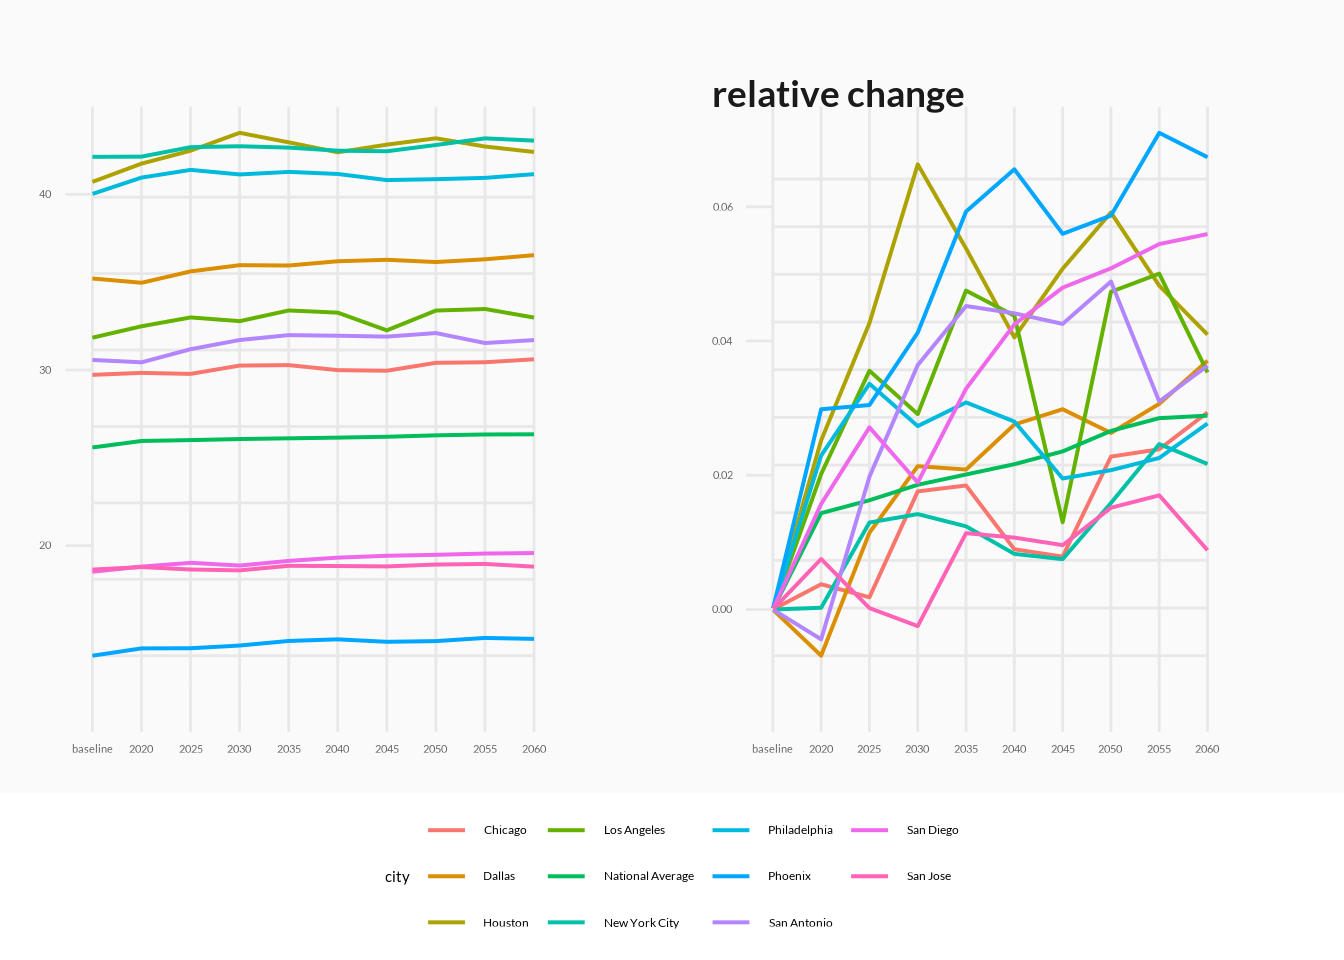 relative change
40
30
20
baseline 2020 2025 2030 2035 2040 2045 2050 2055 2060
0.06
0.04
0.02
0.00
baseline 2020 2025 2030 2035 2040 2045 2050 2055 2060
city
Chicago Los Angeles Philadelphia San Diego
Dallas National Average Phoenix San Jose
Houston New York City San Antonio